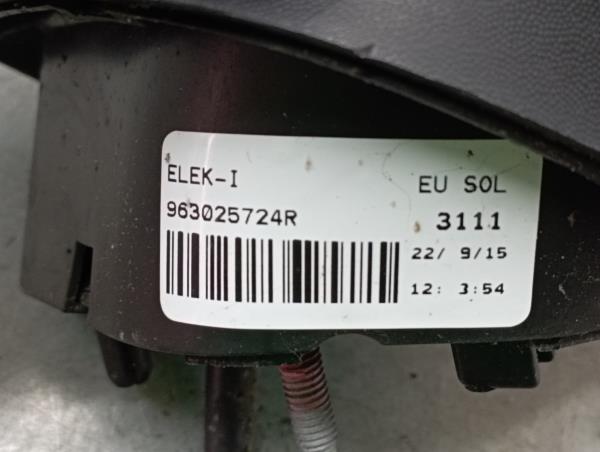 ELEK-I
963025724R
EU SOL
3111
22/ 9/15
12: 3:54